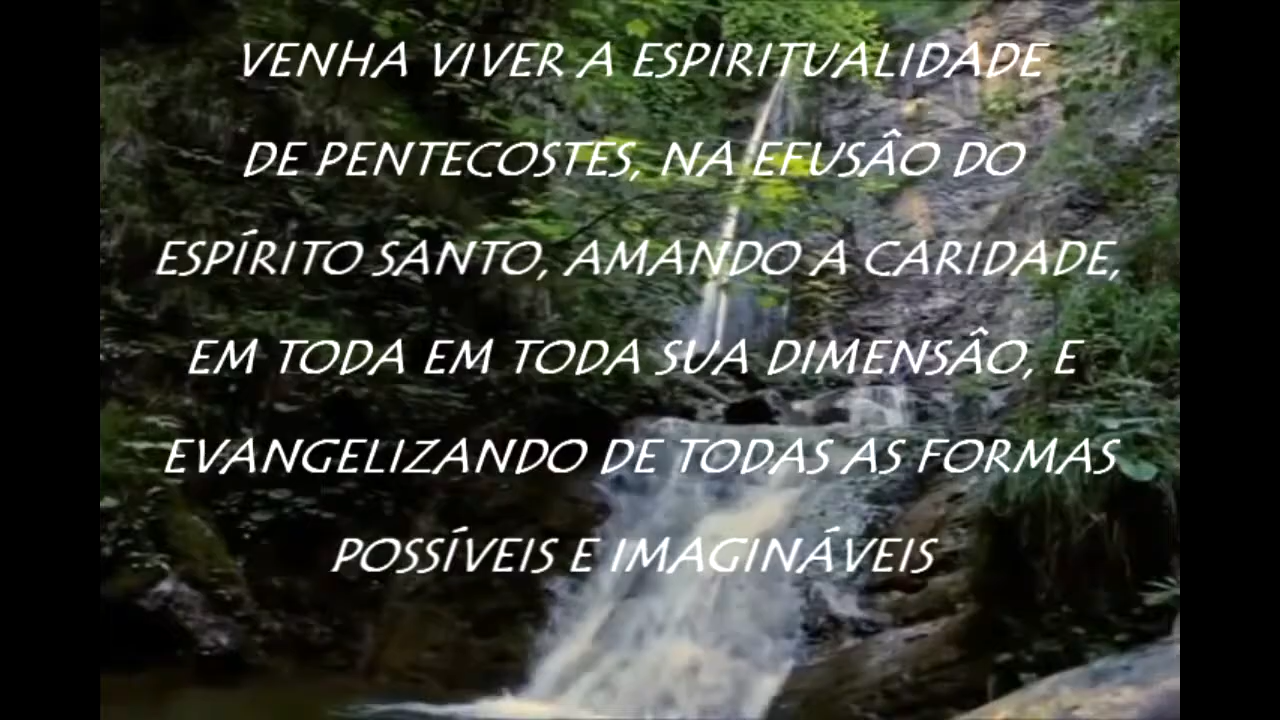 VENHA VIVER A ESPIRITUALIDADE
DE PENTECOSTES, NA EFUSÂO DO
ESPÍRITO SANTO, AMANDO A CARIDADE,
EM TODA EM TODA SUA DIMENSÂO, E
EVANGELIZANDO DE TODAS AS FORMAS
POSSÍVEIS E IMAGINÁVEIS